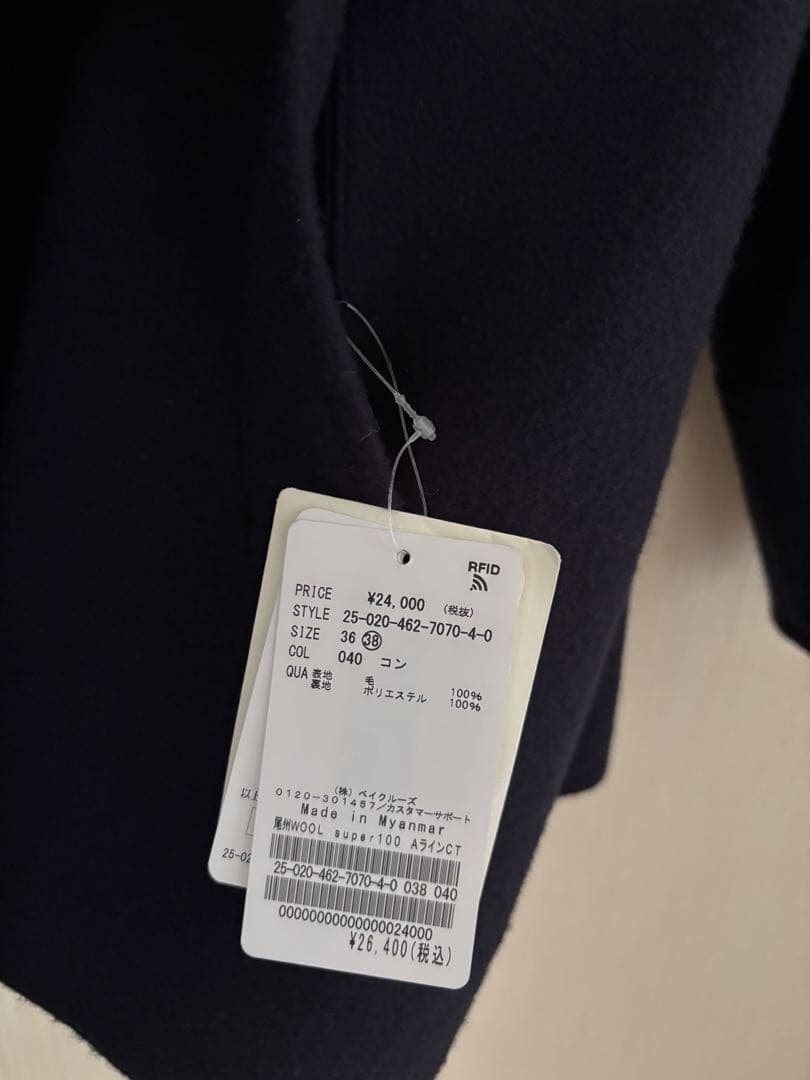 RFID
PRICE ¥24,000 (税抜)
STYLE 25-020-462-7070-4-0
SIZE 36 38
COL 040 コン
QUA 表地 毛 100%
裏地 ポリエステル 100%
(株)ベイクルーズ
0120-301457/カスタマーサポート
Made in Myanmar
尾州WOOL super100 AラインCT
25-020-462-7070-4-0 038 040
00000000000000024000
¥26,400(税込)
以上
25-02